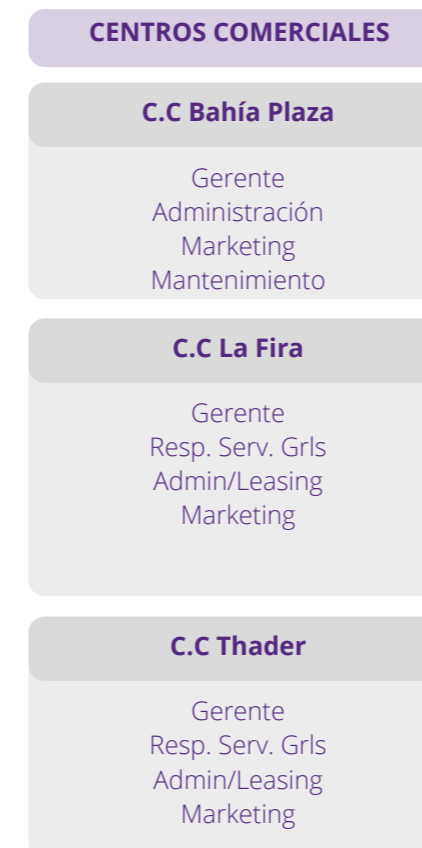 CENTROS COMERCIALES
C.C Bahía Plaza
Gerente
Administración
Marketing
Mantenimiento
C.C La Fira
Gerente
Resp. Serv. Grls
Admin/Leasing
Marketing
C.C Thader
Gerente
Resp. Serv. Grls
Admin/Leasing
Marketing